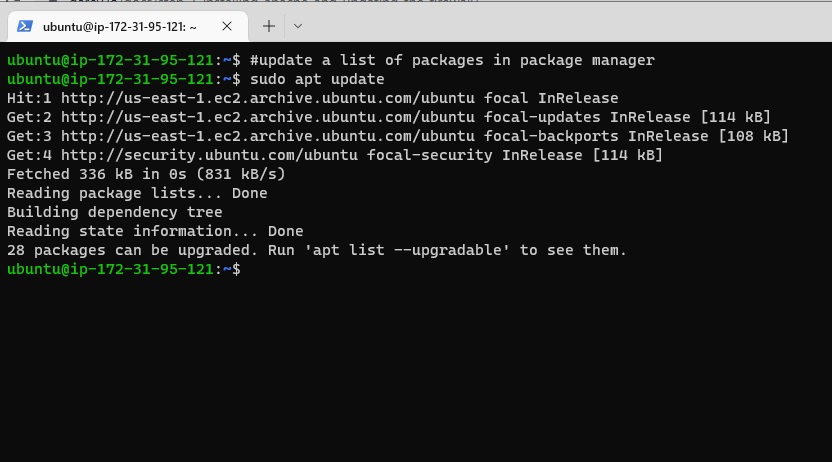 ubuntu@ip-172-31-95-121: ~
ubuntu@ip-172-31-95-121:~$ #update a list of packages in package manager
ubuntu@ip-172-31-95-121:~$ sudo apt update
Hit:1 http://us-east-1.ec2.archive.ubuntu.com/ubuntu focal InRelease
Get:2 http://us-east-1.ec2.archive.ubuntu.com/ubuntu focal-updates InRelease [114 kB]
Get:3 http://us-east-1.ec2.archive.ubuntu.com/ubuntu focal-backports InRelease [108 kB]
Get:4 http://security.ubuntu.com/ubuntu focal-security InRelease [114 kB]
Fetched 336 kB in 0s (831 kB/s)
Reading package lists... Done
Building dependency tree
Reading state information... Done
28 packages can be upgraded. Run 'apt list --upgradable' to see them.
ubuntu@ip-172-31-95-121:~$